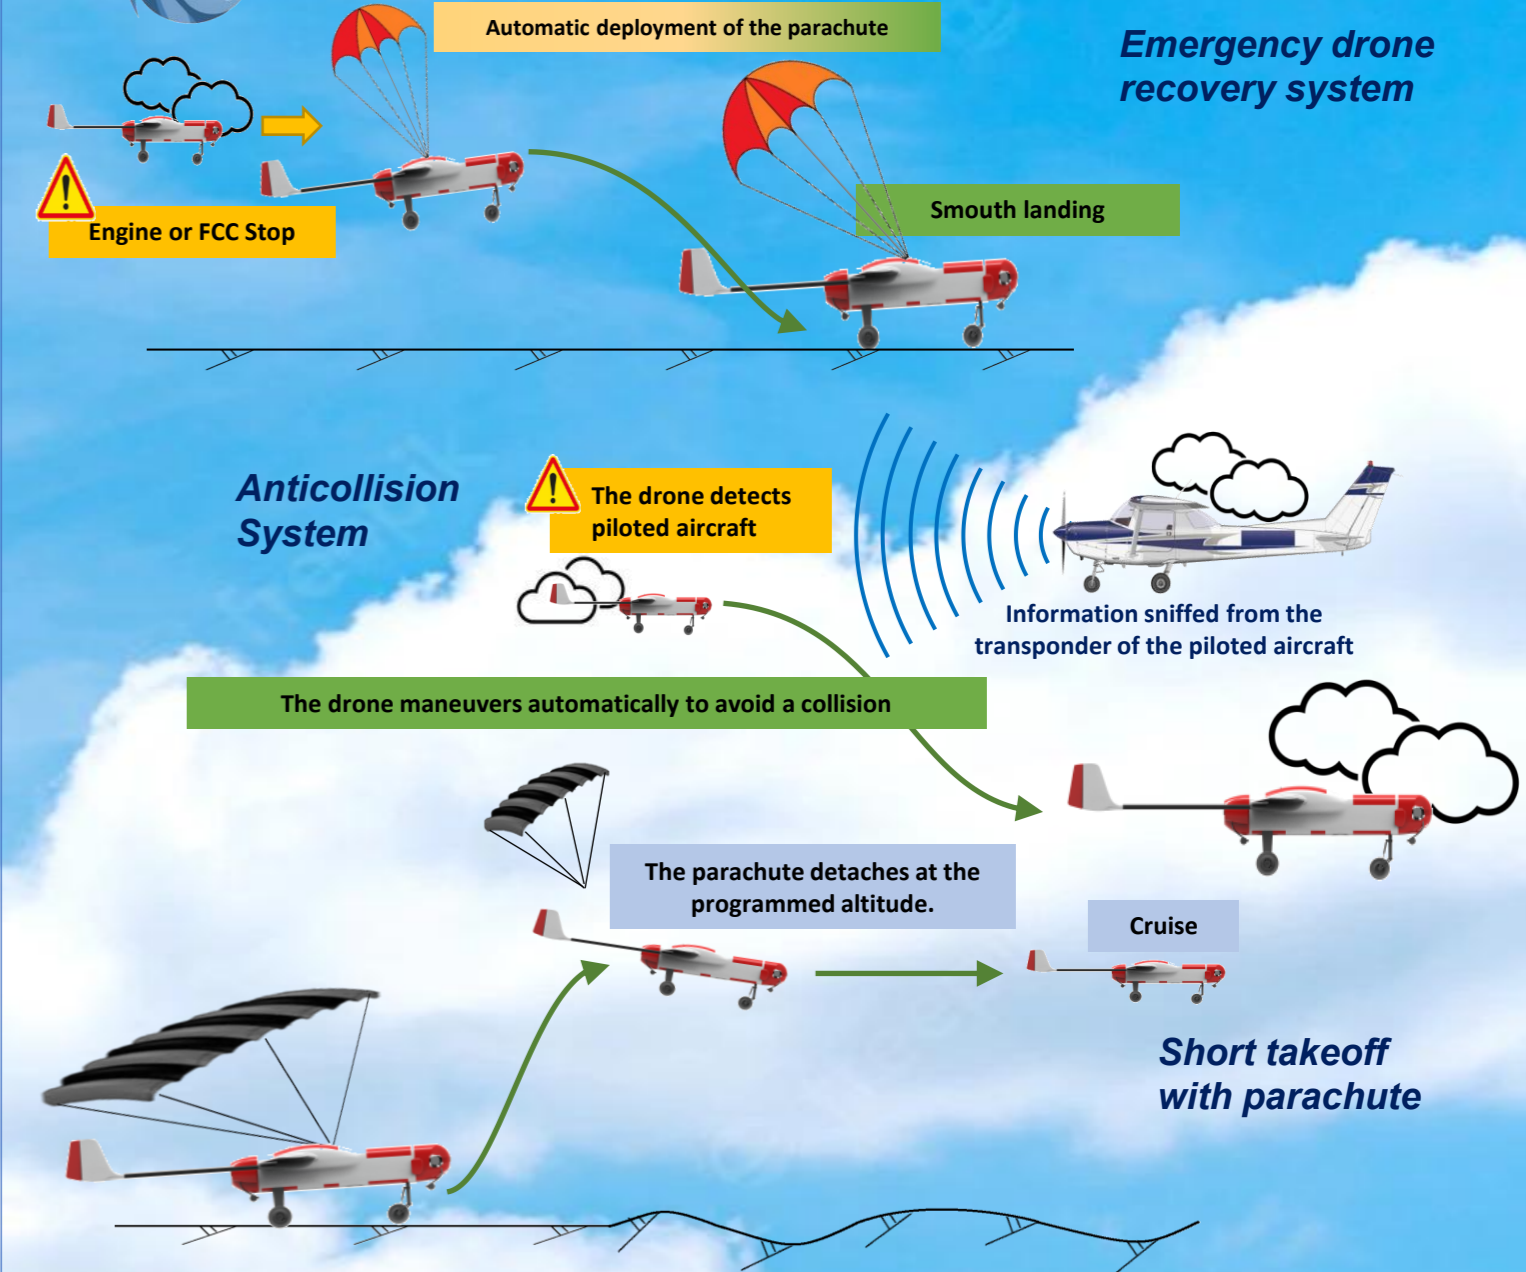 Automatic deployment of the parachute
Emergency drone
recovery system
Engine or FCC Stop
Smouth landing
Anticollision
System
The drone detects
piloted aircraft
Information sniffed from the
transponder of the piloted aircraft
The drone maneuvers automatically to avoid a collision
The parachute detaches at the
programmed altitude.
Cruise
Short takeoff
with parachute